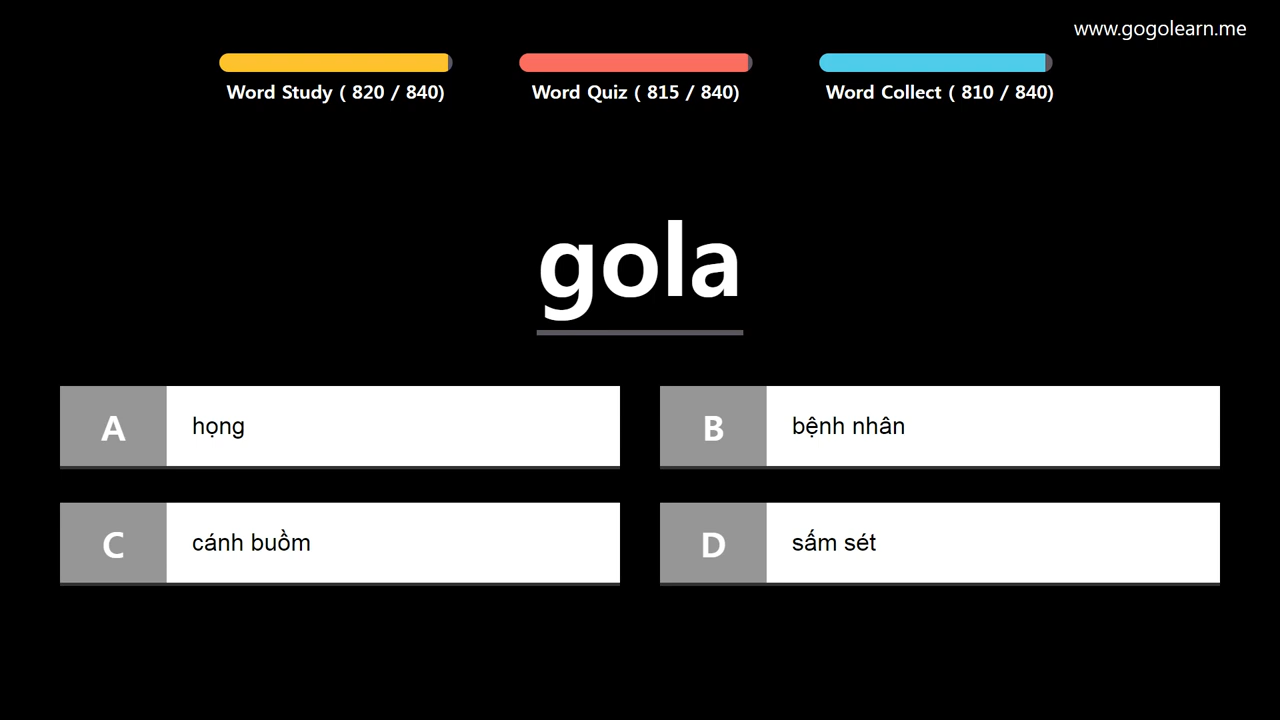 www.gogolearn.me
Word Study ( 820 / 840)
Word Quiz ( 815 / 840)
Word Collect ( 810 / 840)
gola
A họng
B bệnh nhân
C cánh buồm
D sấm sét